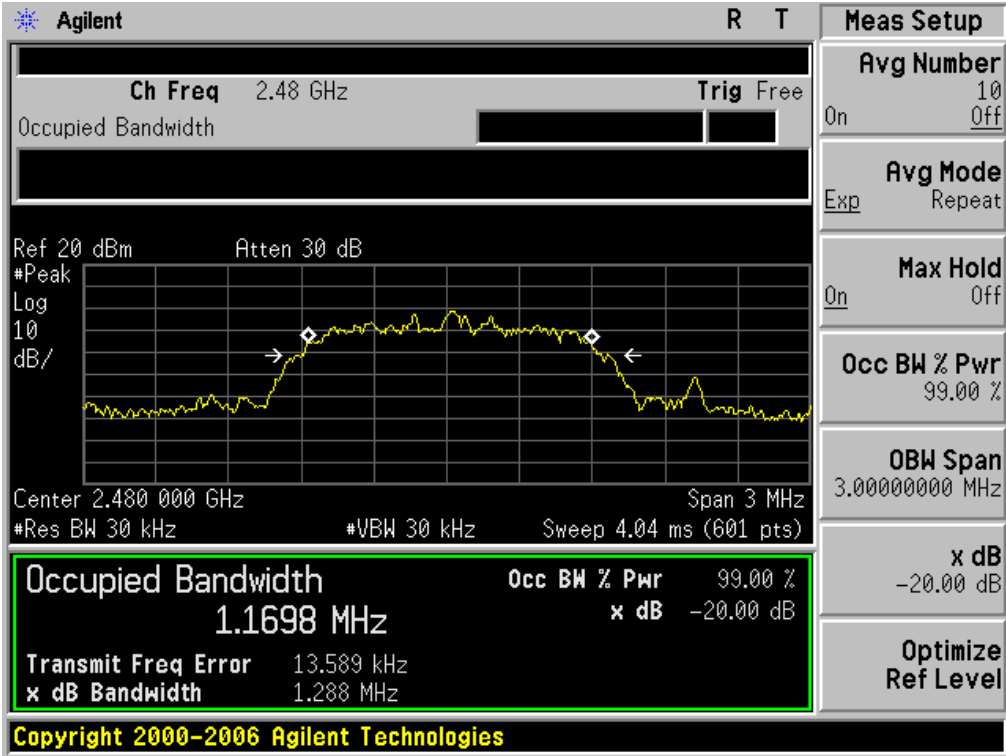 Agilent R T
Meas Setup
Ch Freq 2.48 GHz Trig Free
Occupied Bandwidth
Ref 20 dBm Atten 30 dB
#Peak
Log
10
dB/
Center 2.480 000 GHz Span 3 MHz
#Res BW 30 kHz #VBW 30 kHz Sweep 4.04 ms (601 pts)
Occupied Bandwidth Occ BW % Pwr 99.00 %
1.1698 MHz x dB -20.00 dB
Transmit Freq Error 13.589 kHz
x dB Bandwidth 1.288 MHz
Avg Number
10
On Off
Avg Mode
Exp Repeat
Max Hold
On Off
Occ BW % Pwr
99.00 %
OBW Span
3.00000000 MHz
x dB
-20.00 dB
Optimize
Ref Level
Copyright 2000-2006 Agilent Technologies